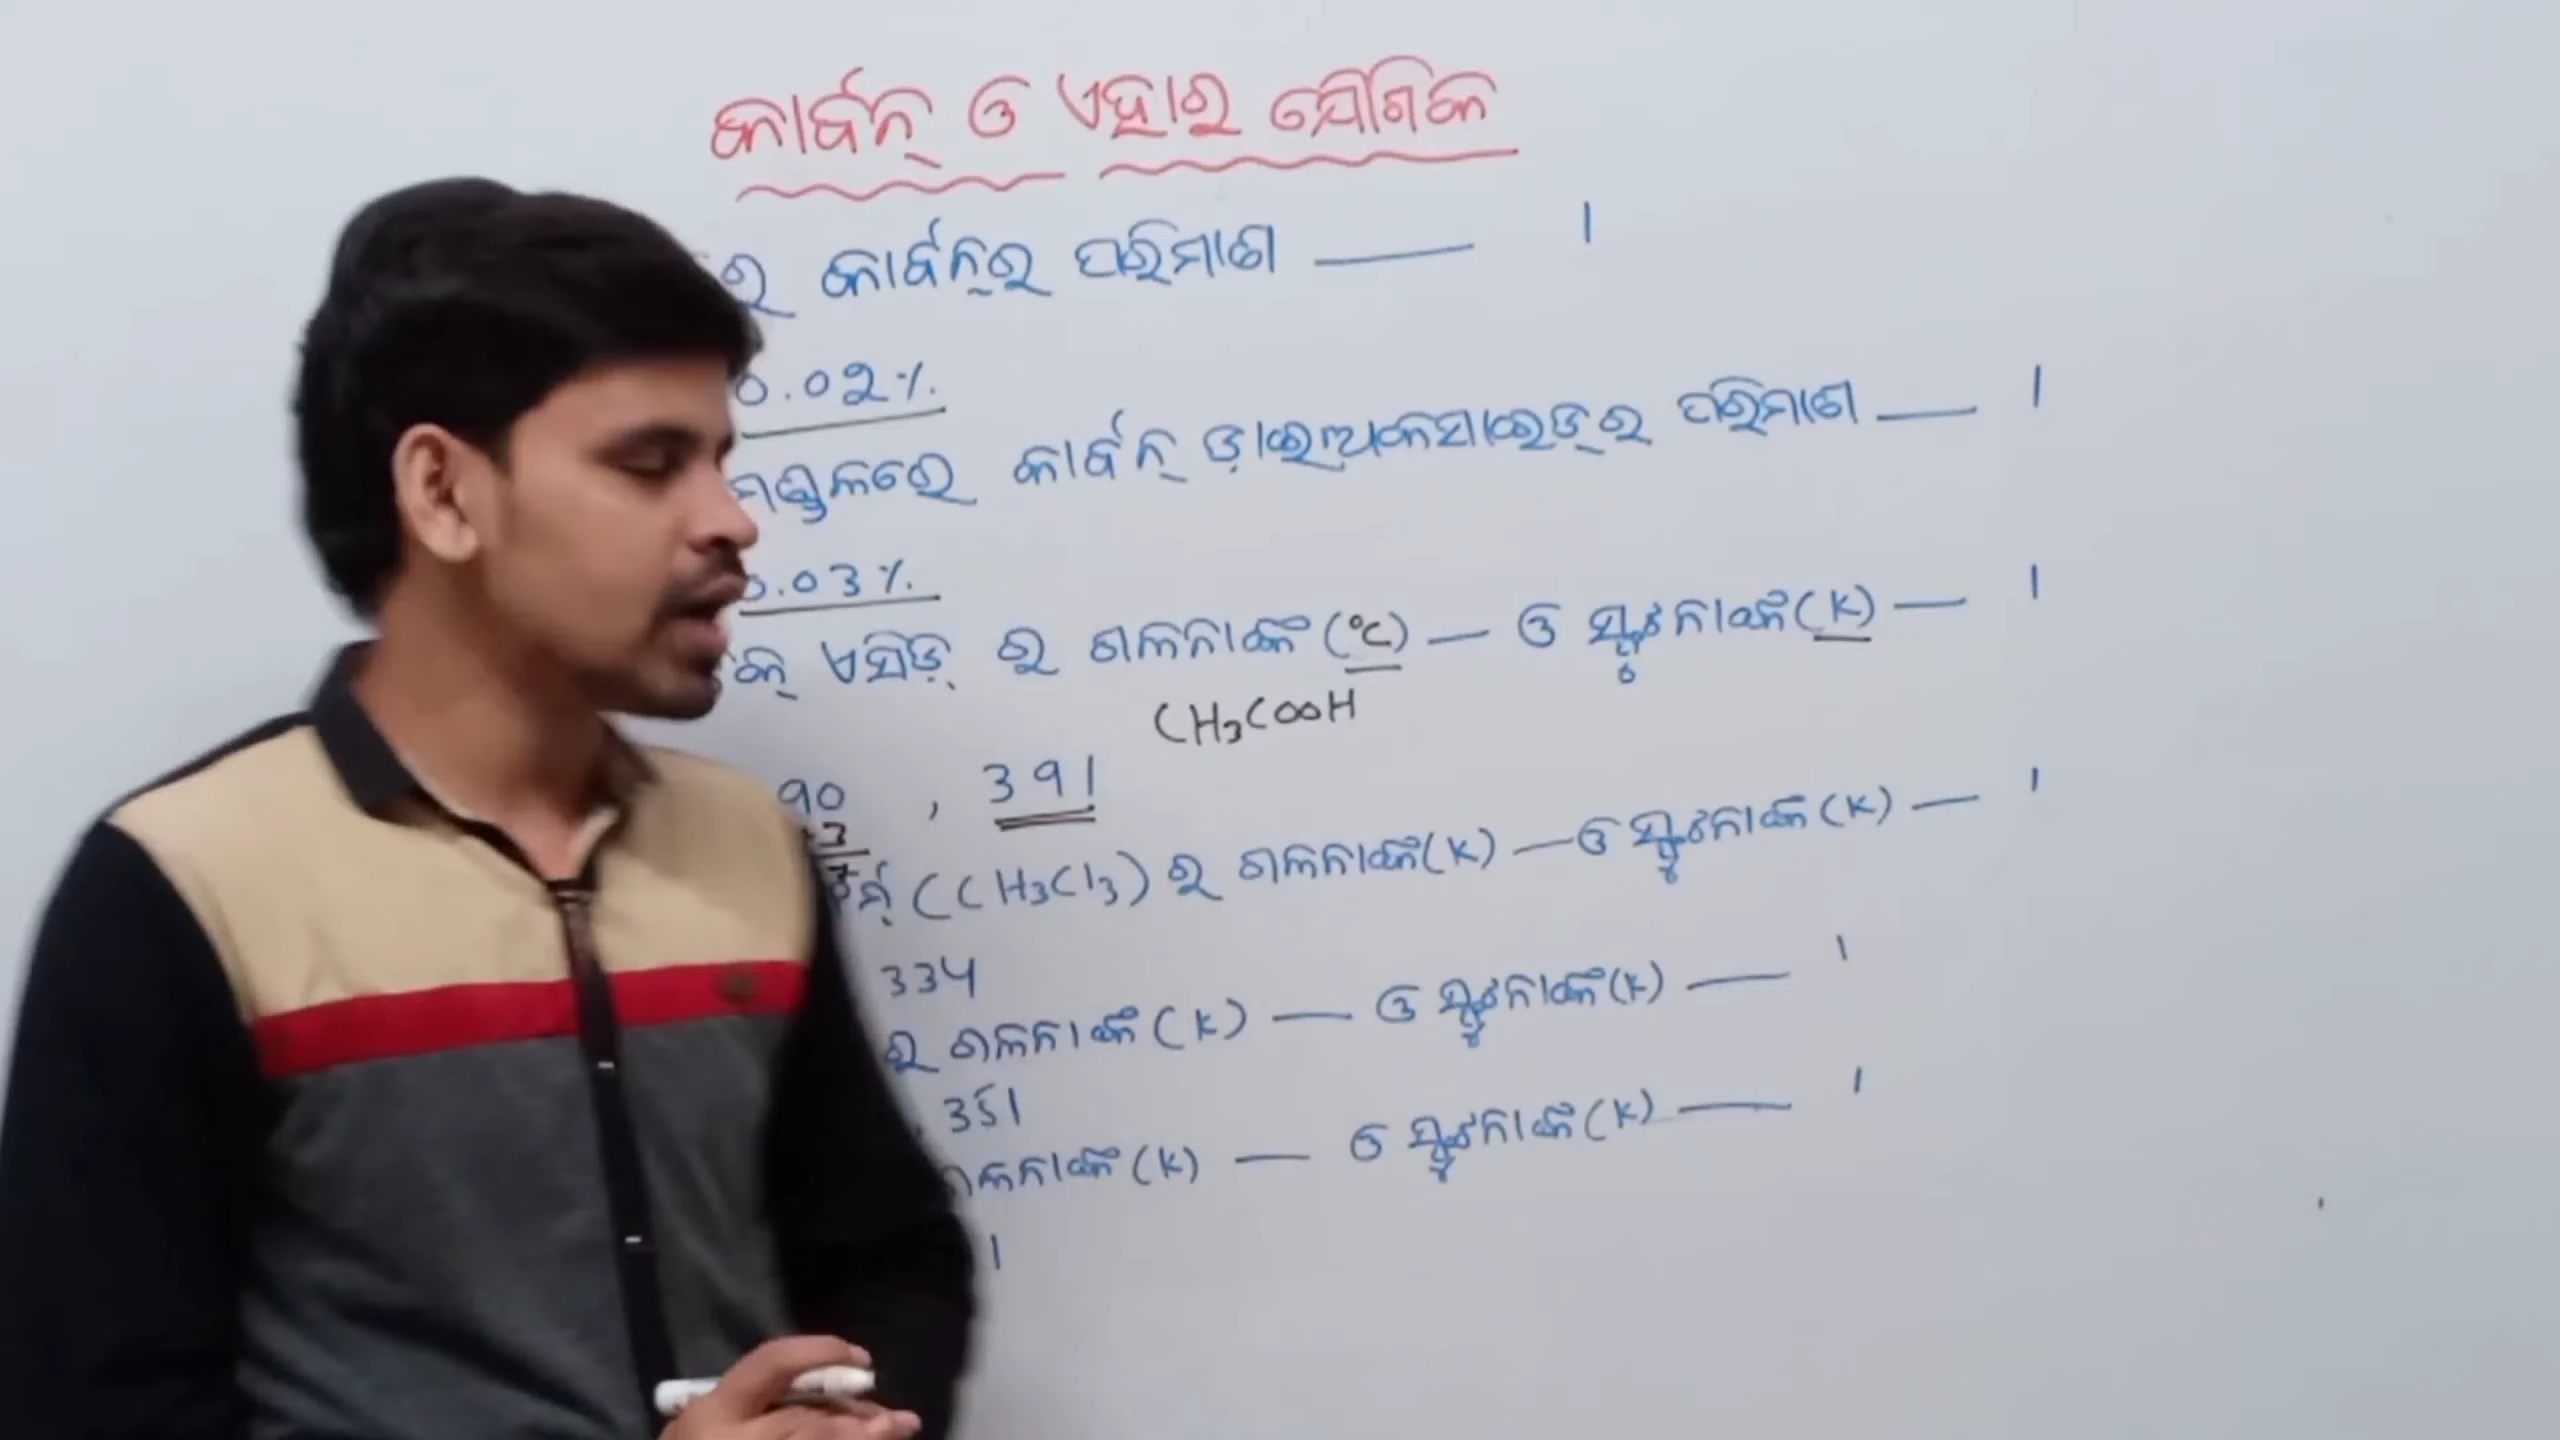 କାର୍ବନ୍ ଓ ଏହାର ଯୌଗିକ
ରେ କାର୍ବନ୍‌ର ପରିମାଣ — ।
0.02%
ମଣ୍ଡଳରେ କାର୍ବନ୍ ଡ଼ାଇଅକସାଇଡ୍‌ର ପରିମାଣ — ।
0.03%
କ୍ ଏସିଡ୍ ର ଗଳନାଙ୍କ (°C) — ଓ ସ୍ଫୁଟନାଙ୍କ (K) — ।
CH₃COOH
90 , 391
ର୍ମ୍ (CH₃Cl₃) ର ଗଳନାଙ୍କ (K) — ଓ ସ୍ଫୁଟନାଙ୍କ (K) — ।
334
ର ଗଳନାଙ୍କ (K) — ଓ ସ୍ଫୁଟନାଙ୍କ (K) — ।
, 351
ଗଳନାଙ୍କ (K) — ଓ ସ୍ଫୁଟନାଙ୍କ (K) — ।